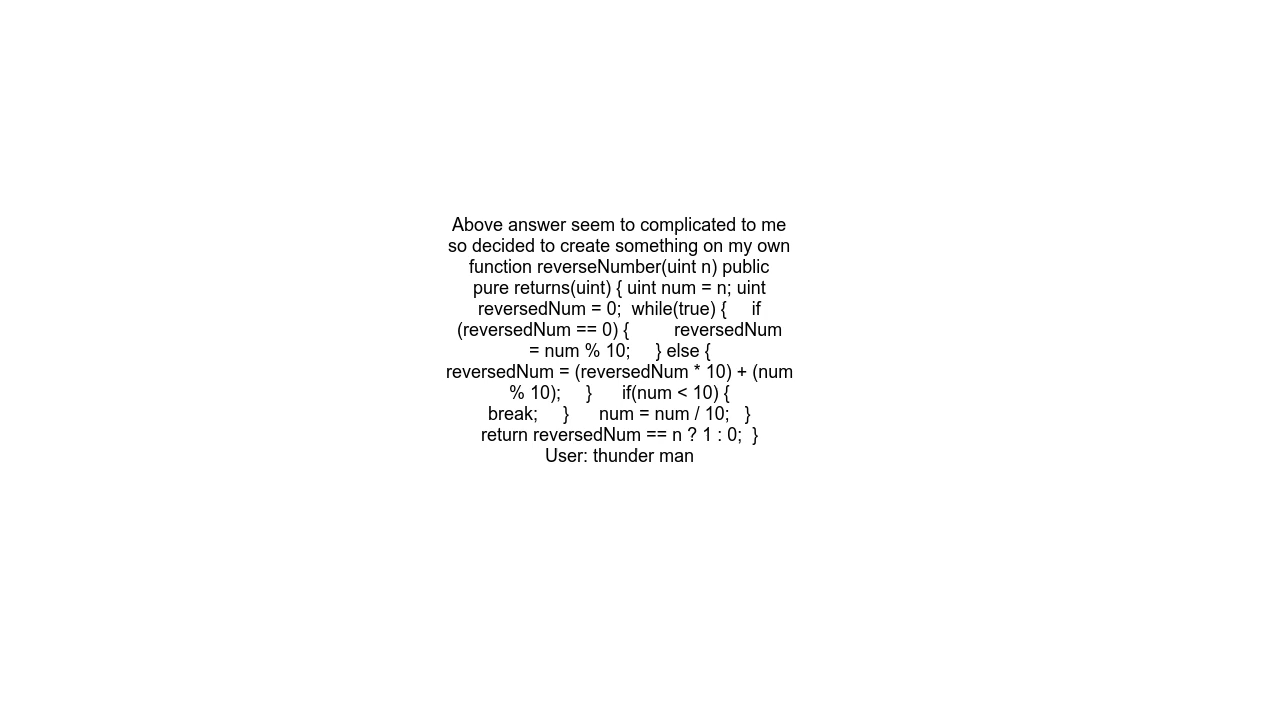 Above answer seem to complicated to me
so decided to create something on my own
function reverseNumber(uint n) public
pure returns(uint) { uint num = n; uint
reversedNum = 0;  while(true) {     if
(reversedNum == 0) {         reversedNum
= num % 10;     } else {
reversedNum = (reversedNum * 10) + (num
% 10);     }      if(num < 10) {
break;     }      num = num / 10;   }
return reversedNum == n ? 1 : 0;  }
User: thunder man